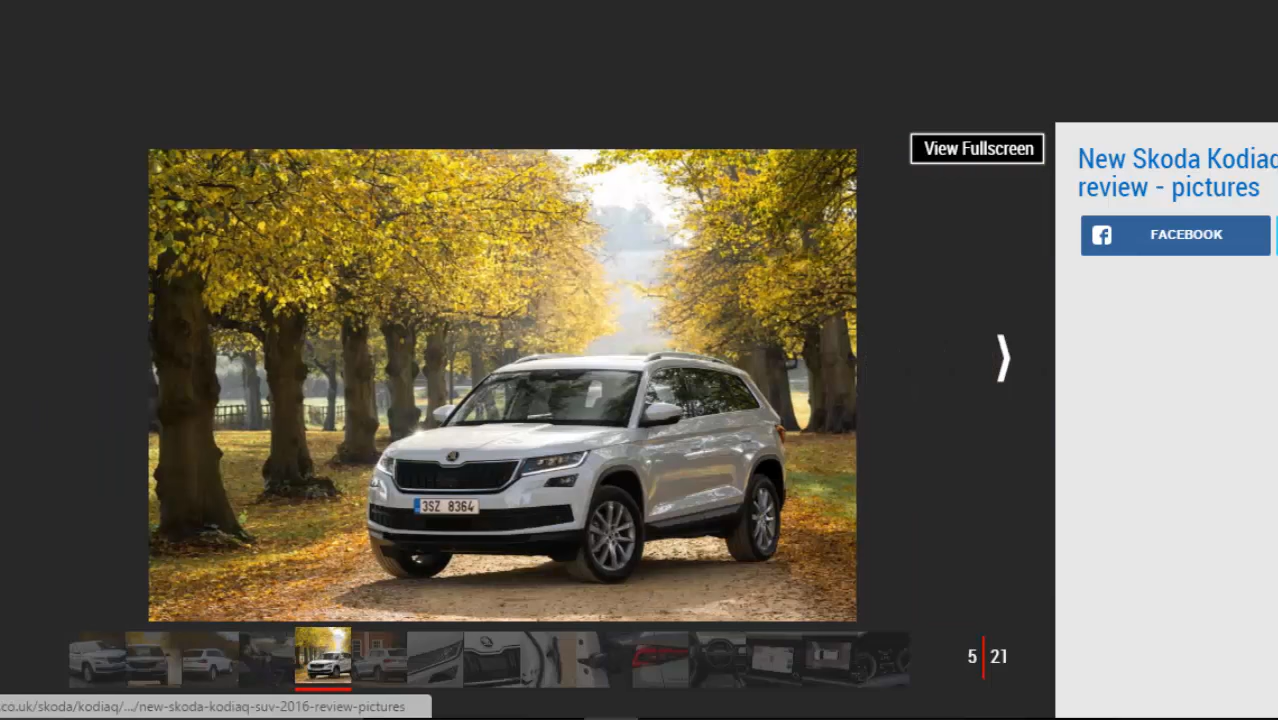 View Fullscreen
New Skoda Kodiaq
review - pictures
FACEBOOK
3SZ 8364
5 21
.co.uk/skoda/kodiaq/.../new-skoda-kodiaq-suv-2016-review-pictures